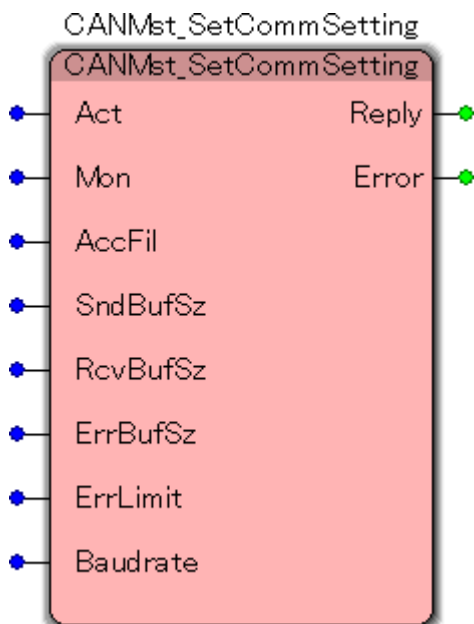 CANMst_SetCommSetting
CANMst_SetCommSetting
Act Reply
Mon Error
AccFil
SndBufSz
RcvBufSz
ErrBufSz
ErrLimit
Baudrate